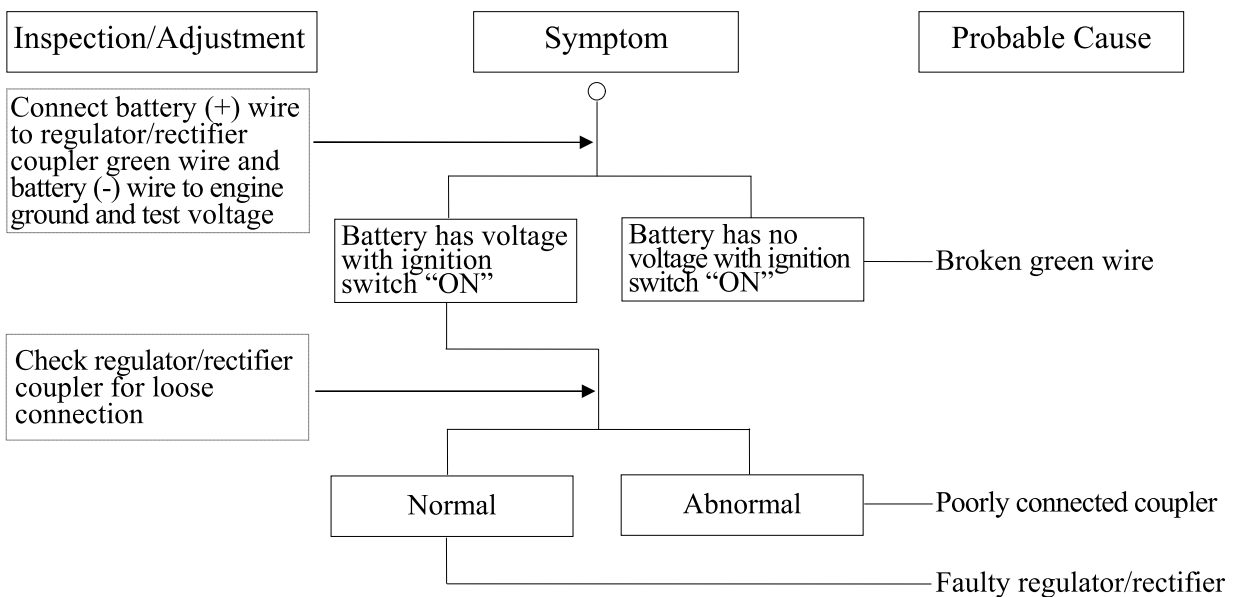 Inspection/Adjustment
Symptom
Probable Cause
Connect battery (+) wire
to regulator/rectifier
coupler green wire and
battery (-) wire to engine
ground and test voltage
Battery has voltage
with ignition
switch “ON”
Battery has no
voltage with ignition
switch “ON”
Broken green wire
Check regulator/rectifier
coupler for loose
connection
Normal
Abnormal
Poorly connected coupler
Faulty regulator/rectifier